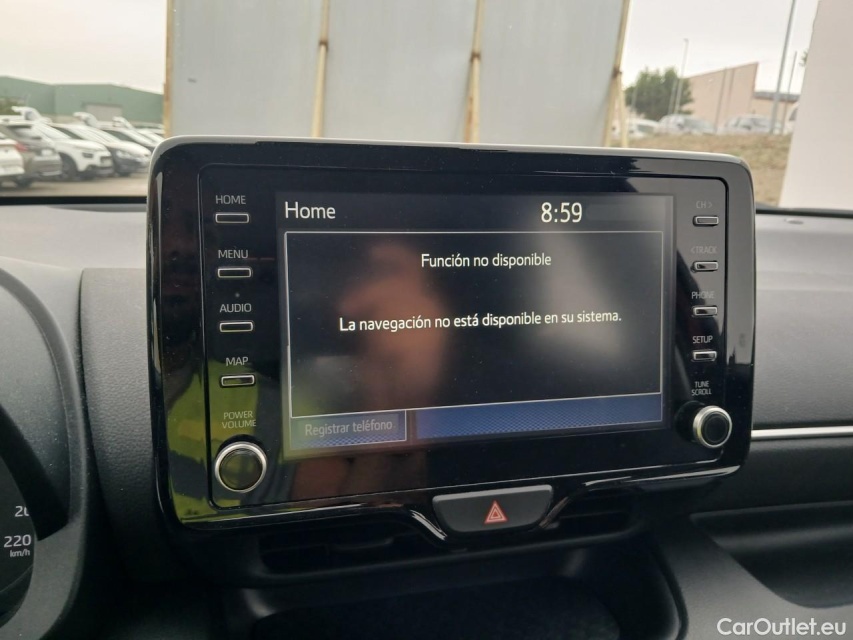 HOME
Home
8:59
CH >
MENU
Función no disponible
< TRACK
AUDIO
La navegación no está disponible en su sistema.
PHONE
MAP
SETUP
POWER
VOLUME
Registrar teléfono
TUNE
SCROLL
220
km/h
CarOutlet.eu